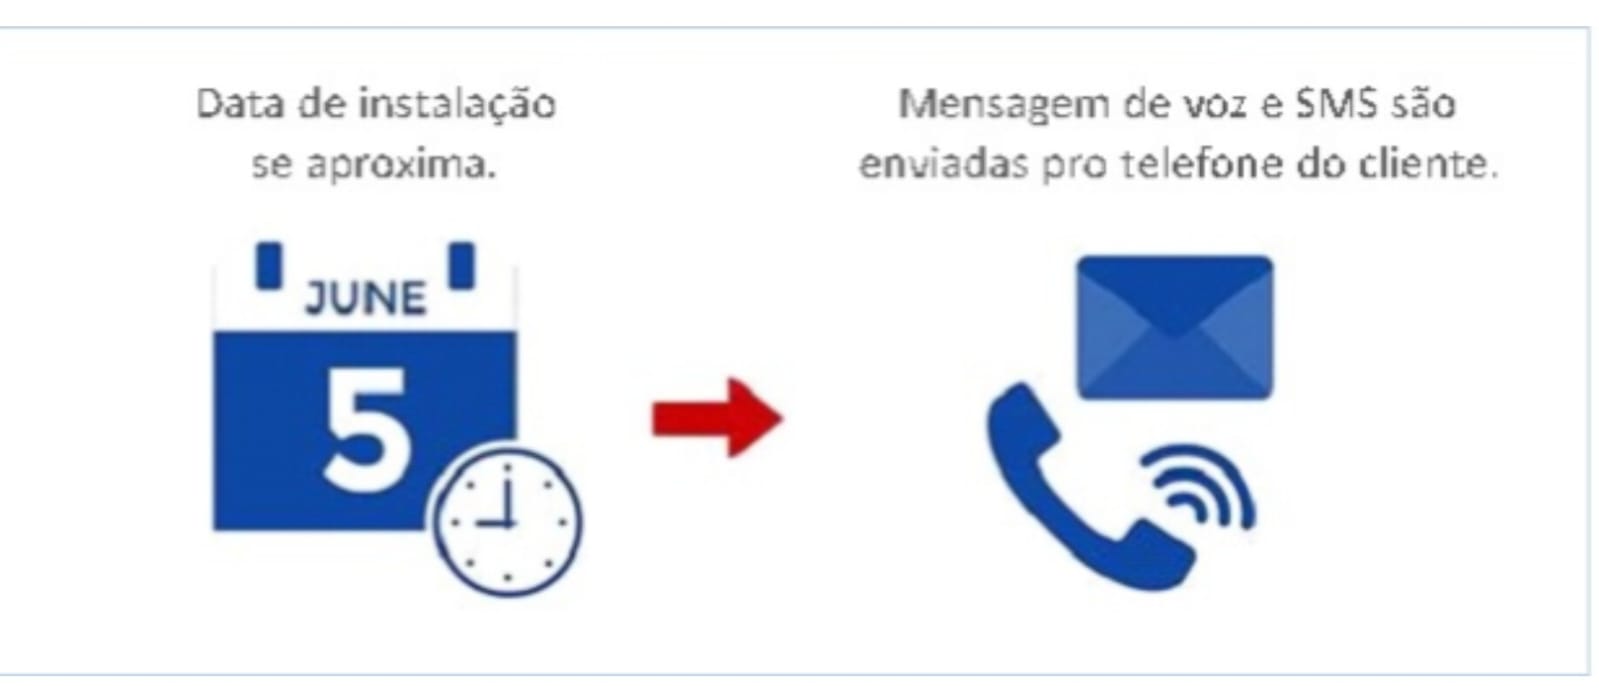 Data de instalação
se aproxima.
Mensagem de voz e SMS são
enviadas pro telefone do cliente.
JUNE
5